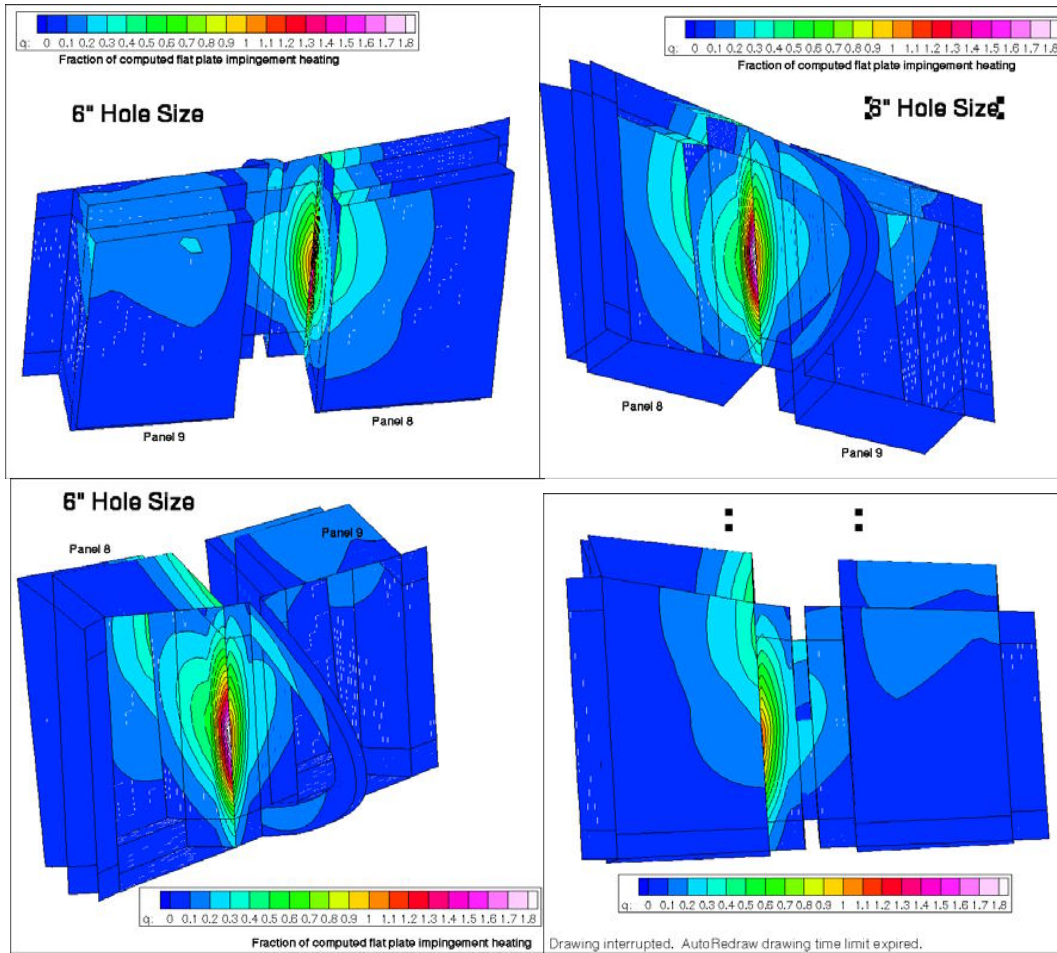 q: 0 0.1 0.2 0.3 0.4 0.5 0.6 0.7 0.8 0.9 1 1.1 1.2 1.3 1.4 1.5 1.6 1.7 1.8
Fraction of computed flat plate impingement heating
6" Hole Size
Panel 9
Panel 8
q: 0 0.1 0.2 0.3 0.4 0.5 0.6 0.7 0.8 0.9 1 1.1 1.2 1.3 1.4 1.5 1.6 1.7 1.8
Fraction of computed flat plate impingement heating
6" Hole Size
Panel 8
Panel 9
6" Hole Size
Panel 8
Panel 9
q: 0 0.1 0.2 0.3 0.4 0.5 0.6 0.7 0.8 0.9 1 1.1 1.2 1.3 1.4 1.5 1.6 1.7 1.8
Fraction of computed flat plate impingement heating
q: 0 0.1 0.2 0.3 0.4 0.5 0.6 0.7 0.8 0.9 1 1.1 1.2 1.3 1.4 1.5 1.6 1.7 1.8
Drawing interrupted. AutoRedraw drawing time limit expired.